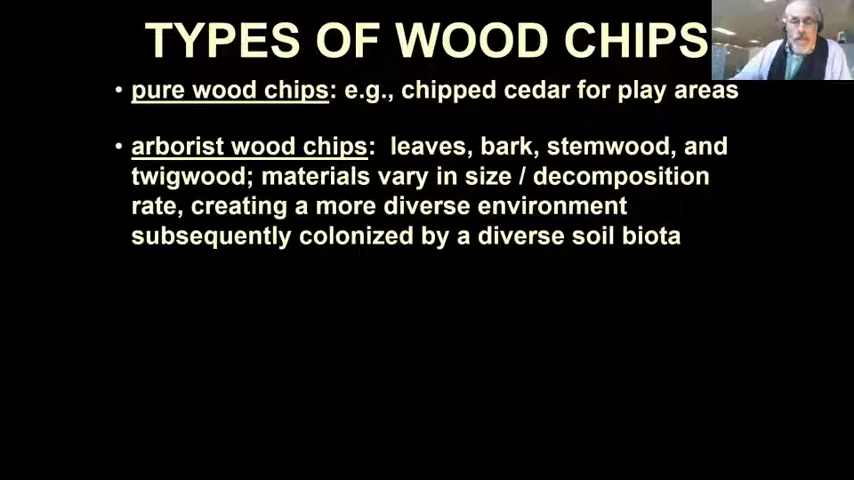 TYPES OF WOOD CHIPS
• pure wood chips: e.g., chipped cedar for play areas
• arborist wood chips: leaves, bark, stemwood, and
twigwood; materials vary in size / decomposition
rate, creating a more diverse environment
subsequently colonized by a diverse soil biota